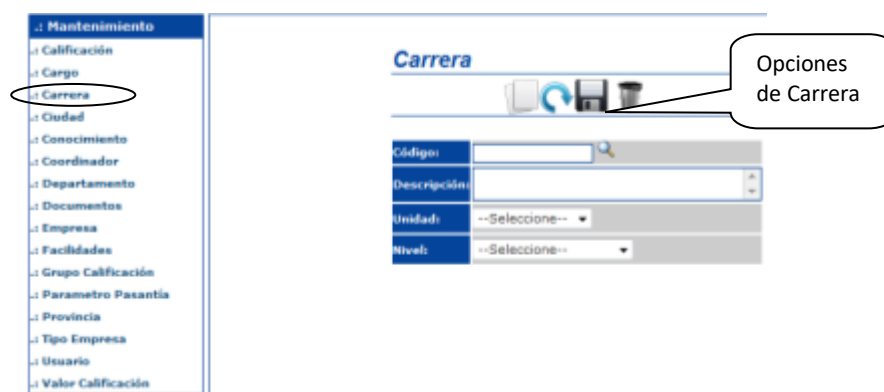 .: Mantenimiento
.: Calificación
.: Cargo
.: Carrera
.: Ciudad
.: Conocimiento
.: Coordinador
.: Departamento
.: Documentos
.: Empresa
.: Facilidades
.: Grupo Calificación
.: Parametro Pasantía
.: Provincia
.: Tipo Empresa
.: Usuario
.: Valor Calificación
Carrera
Opciones
de Carrera
Código:
Descripción:
Unidad: --Seleccione--
Nivel: --Seleccione--